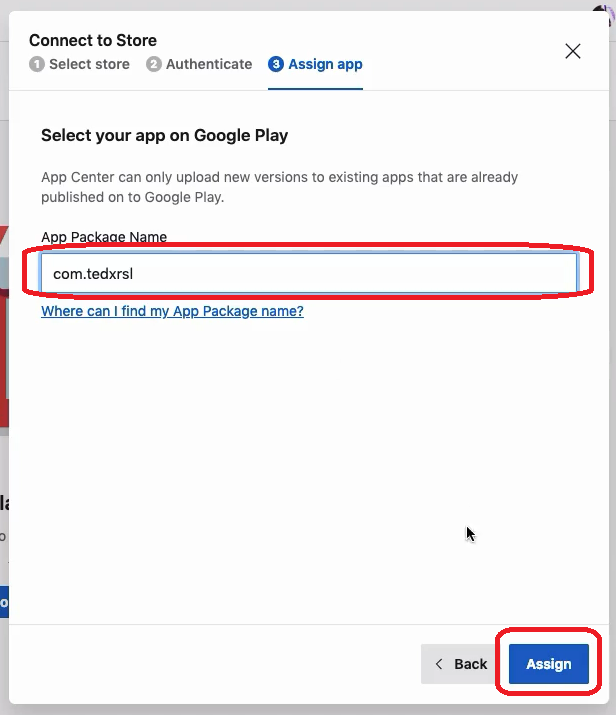 Connect to Store
1 Select store 2 Authenticate 3 Assign app
Select your app on Google Play
App Center can only upload new versions to existing apps that are already
published on to Google Play.
App Package Name
com.tedxrsl
Where can I find my App Package name?
Back Assign